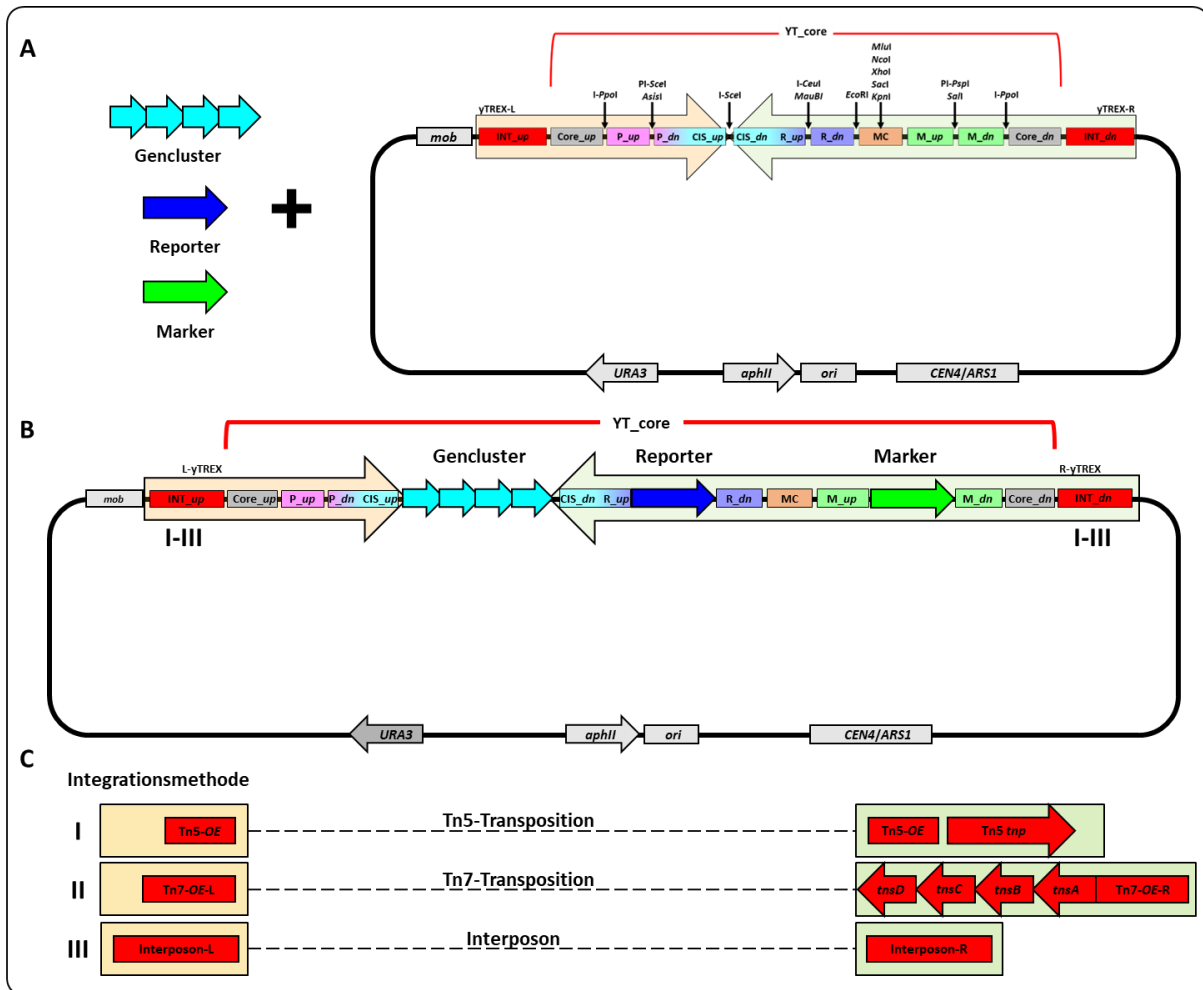 A
YT_core
MluI
NcoI
XhoI
SacI
KpnI
PI-SceI
AsisI
I-CeuI
MauBI
PI-PspI
SalI
I-PpoI
I-SceI
EcoRI
I-PpoI
yTREX-L
yTREX-R
mob
INT_up
Core_up
P_up
P_dn
CIS_up
CIS_dn
R_up
R_dn
MC
M_up
M_dn
Core_dn
INT_dn
Gencluster
Reporter
Marker
URA3
aphII
ori
CEN4/ARS1
B
YT_core
Gencluster
Reporter
Marker
L-yTREX
R-yTREX
mob
INT_up
Core_up
P_up
P_dn
CIS_up
CIS_dn
R_up
R_dn
MC
M_up
M_dn
Core_dn
INT_dn
I-III
I-III
URA3
aphII
ori
CEN4/ARS1
C
Integrationsmethode
I
Tn5-OE
Tn5-Transposition
Tn5-OE
Tn5 tnp
II
Tn7-OE-L
Tn7-Transposition
tnsD
tnsC
tnsB
tnsA
Tn7-OE-R
III
Interposon-L
Interposon
Interposon-R